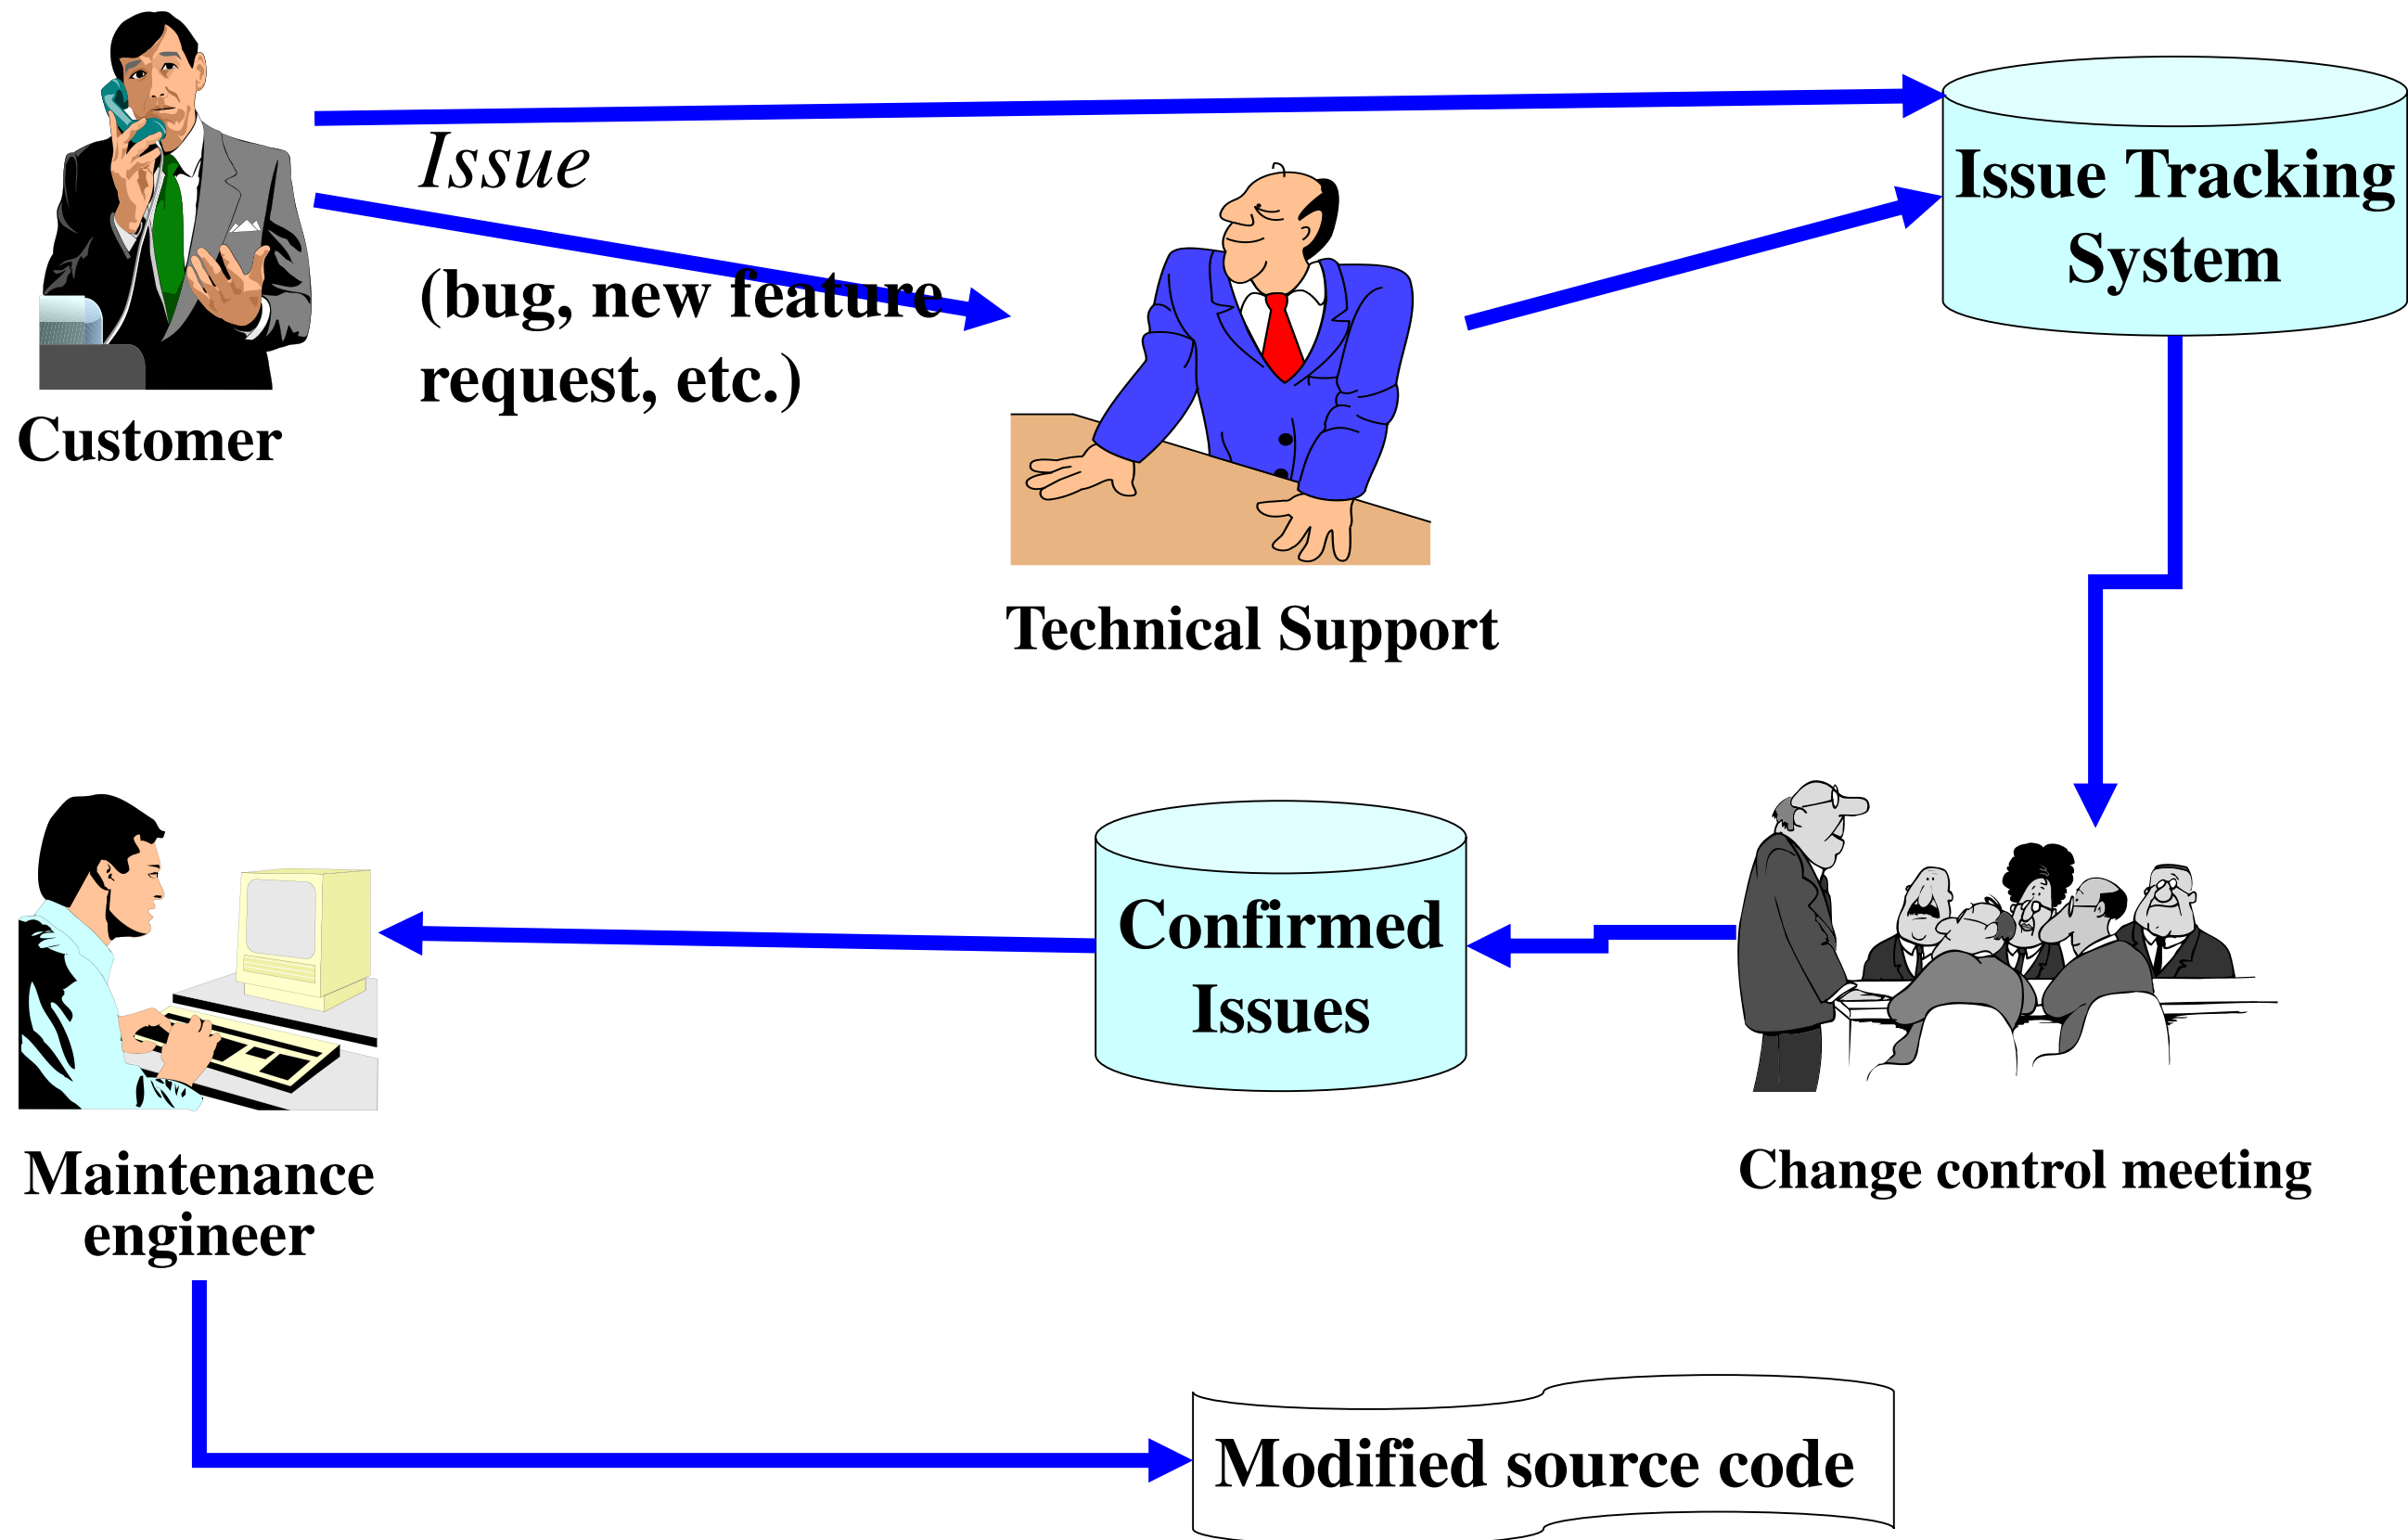 Issue
(bug, new feature
request, etc.)
Customer
Issue Tracking
System
Technical Support
Confirmed
Issues
Maintenance
engineer
Change control meeting
Modified source code